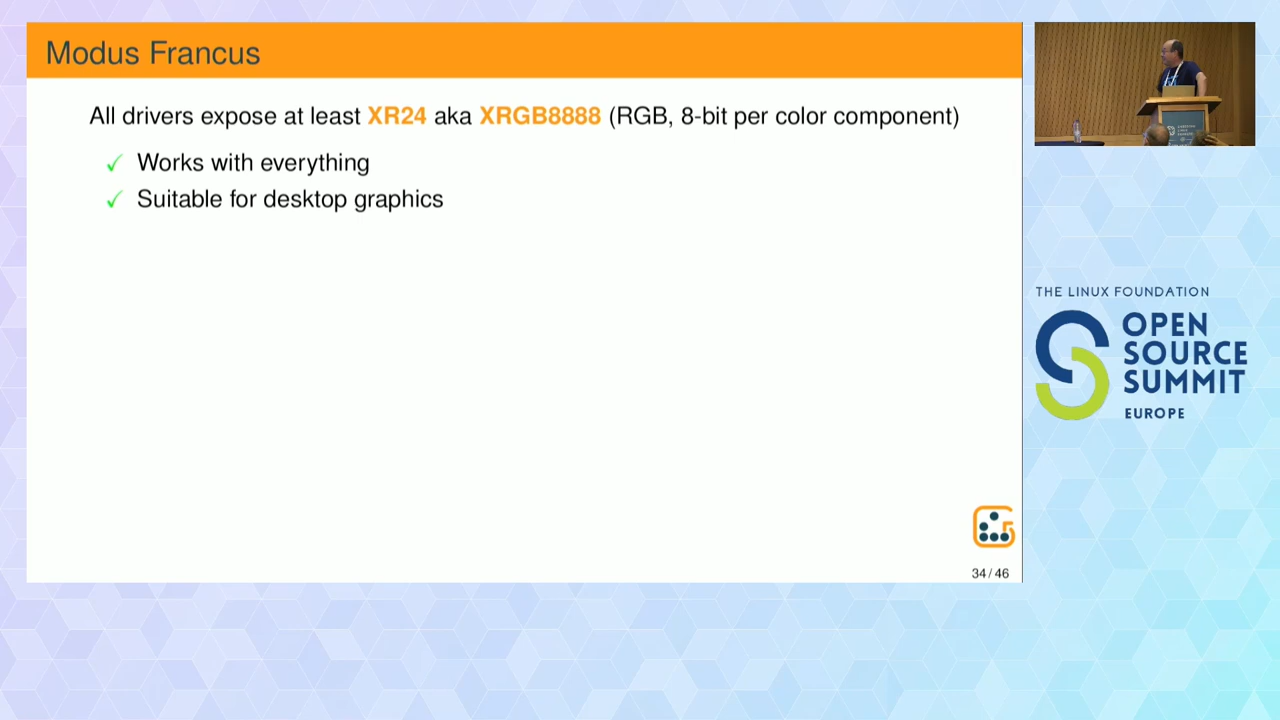 Modus Francus
All drivers expose at least XR24 aka XRGB8888 (RGB, 8-bit per color component)
✓ Works with everything
✓ Suitable for desktop graphics
34 / 46
THE LINUX FOUNDATION
OPEN
SOURCE
SUMMIT
EUROPE